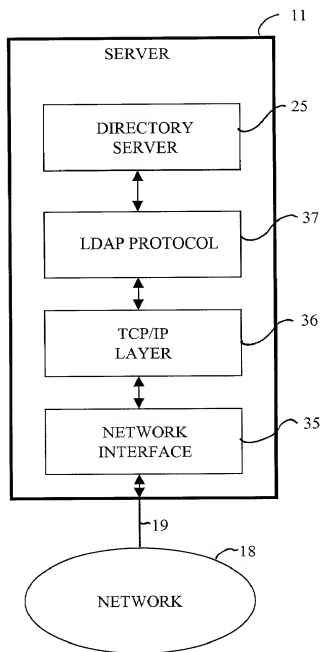 11
SERVER
DIRECTORY
SERVER
25
LDAP PROTOCOL
37
TCP/IP
LAYER
36
NETWORK
INTERFACE
35
19
18
NETWORK